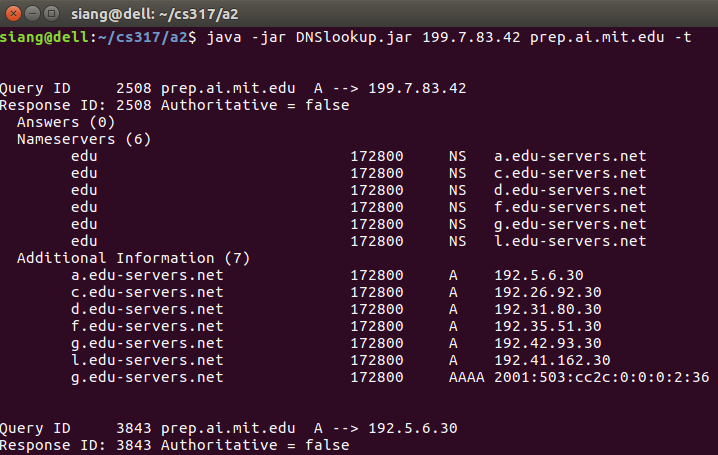 siang@dell: ~/cs317/a2
siang@dell:~/cs317/a2$ java -jar DNSlookup.jar 199.7.83.42 prep.ai.mit.edu -t
Query ID     2508 prep.ai.mit.edu  A --> 199.7.83.42
Response ID: 2508 Authoritative = false
  Answers (0)
  Nameservers (6)
        edu                            172800     NS   a.edu-servers.net
        edu                            172800     NS   c.edu-servers.net
        edu                            172800     NS   d.edu-servers.net
        edu                            172800     NS   f.edu-servers.net
        edu                            172800     NS   g.edu-servers.net
        edu                            172800     NS   l.edu-servers.net
  Additional Information (7)
        a.edu-servers.net              172800     A    192.5.6.30
        c.edu-servers.net              172800     A    192.26.92.30
        d.edu-servers.net              172800     A    192.31.80.30
        f.edu-servers.net              172800     A    192.35.51.30
        g.edu-servers.net              172800     A    192.42.93.30
        l.edu-servers.net              172800     A    192.41.162.30
        g.edu-servers.net              172800     AAAA 2001:503:cc2c:0:0:0:2:36
Query ID     3843 prep.ai.mit.edu  A --> 192.5.6.30
Response ID: 3843 Authoritative = false